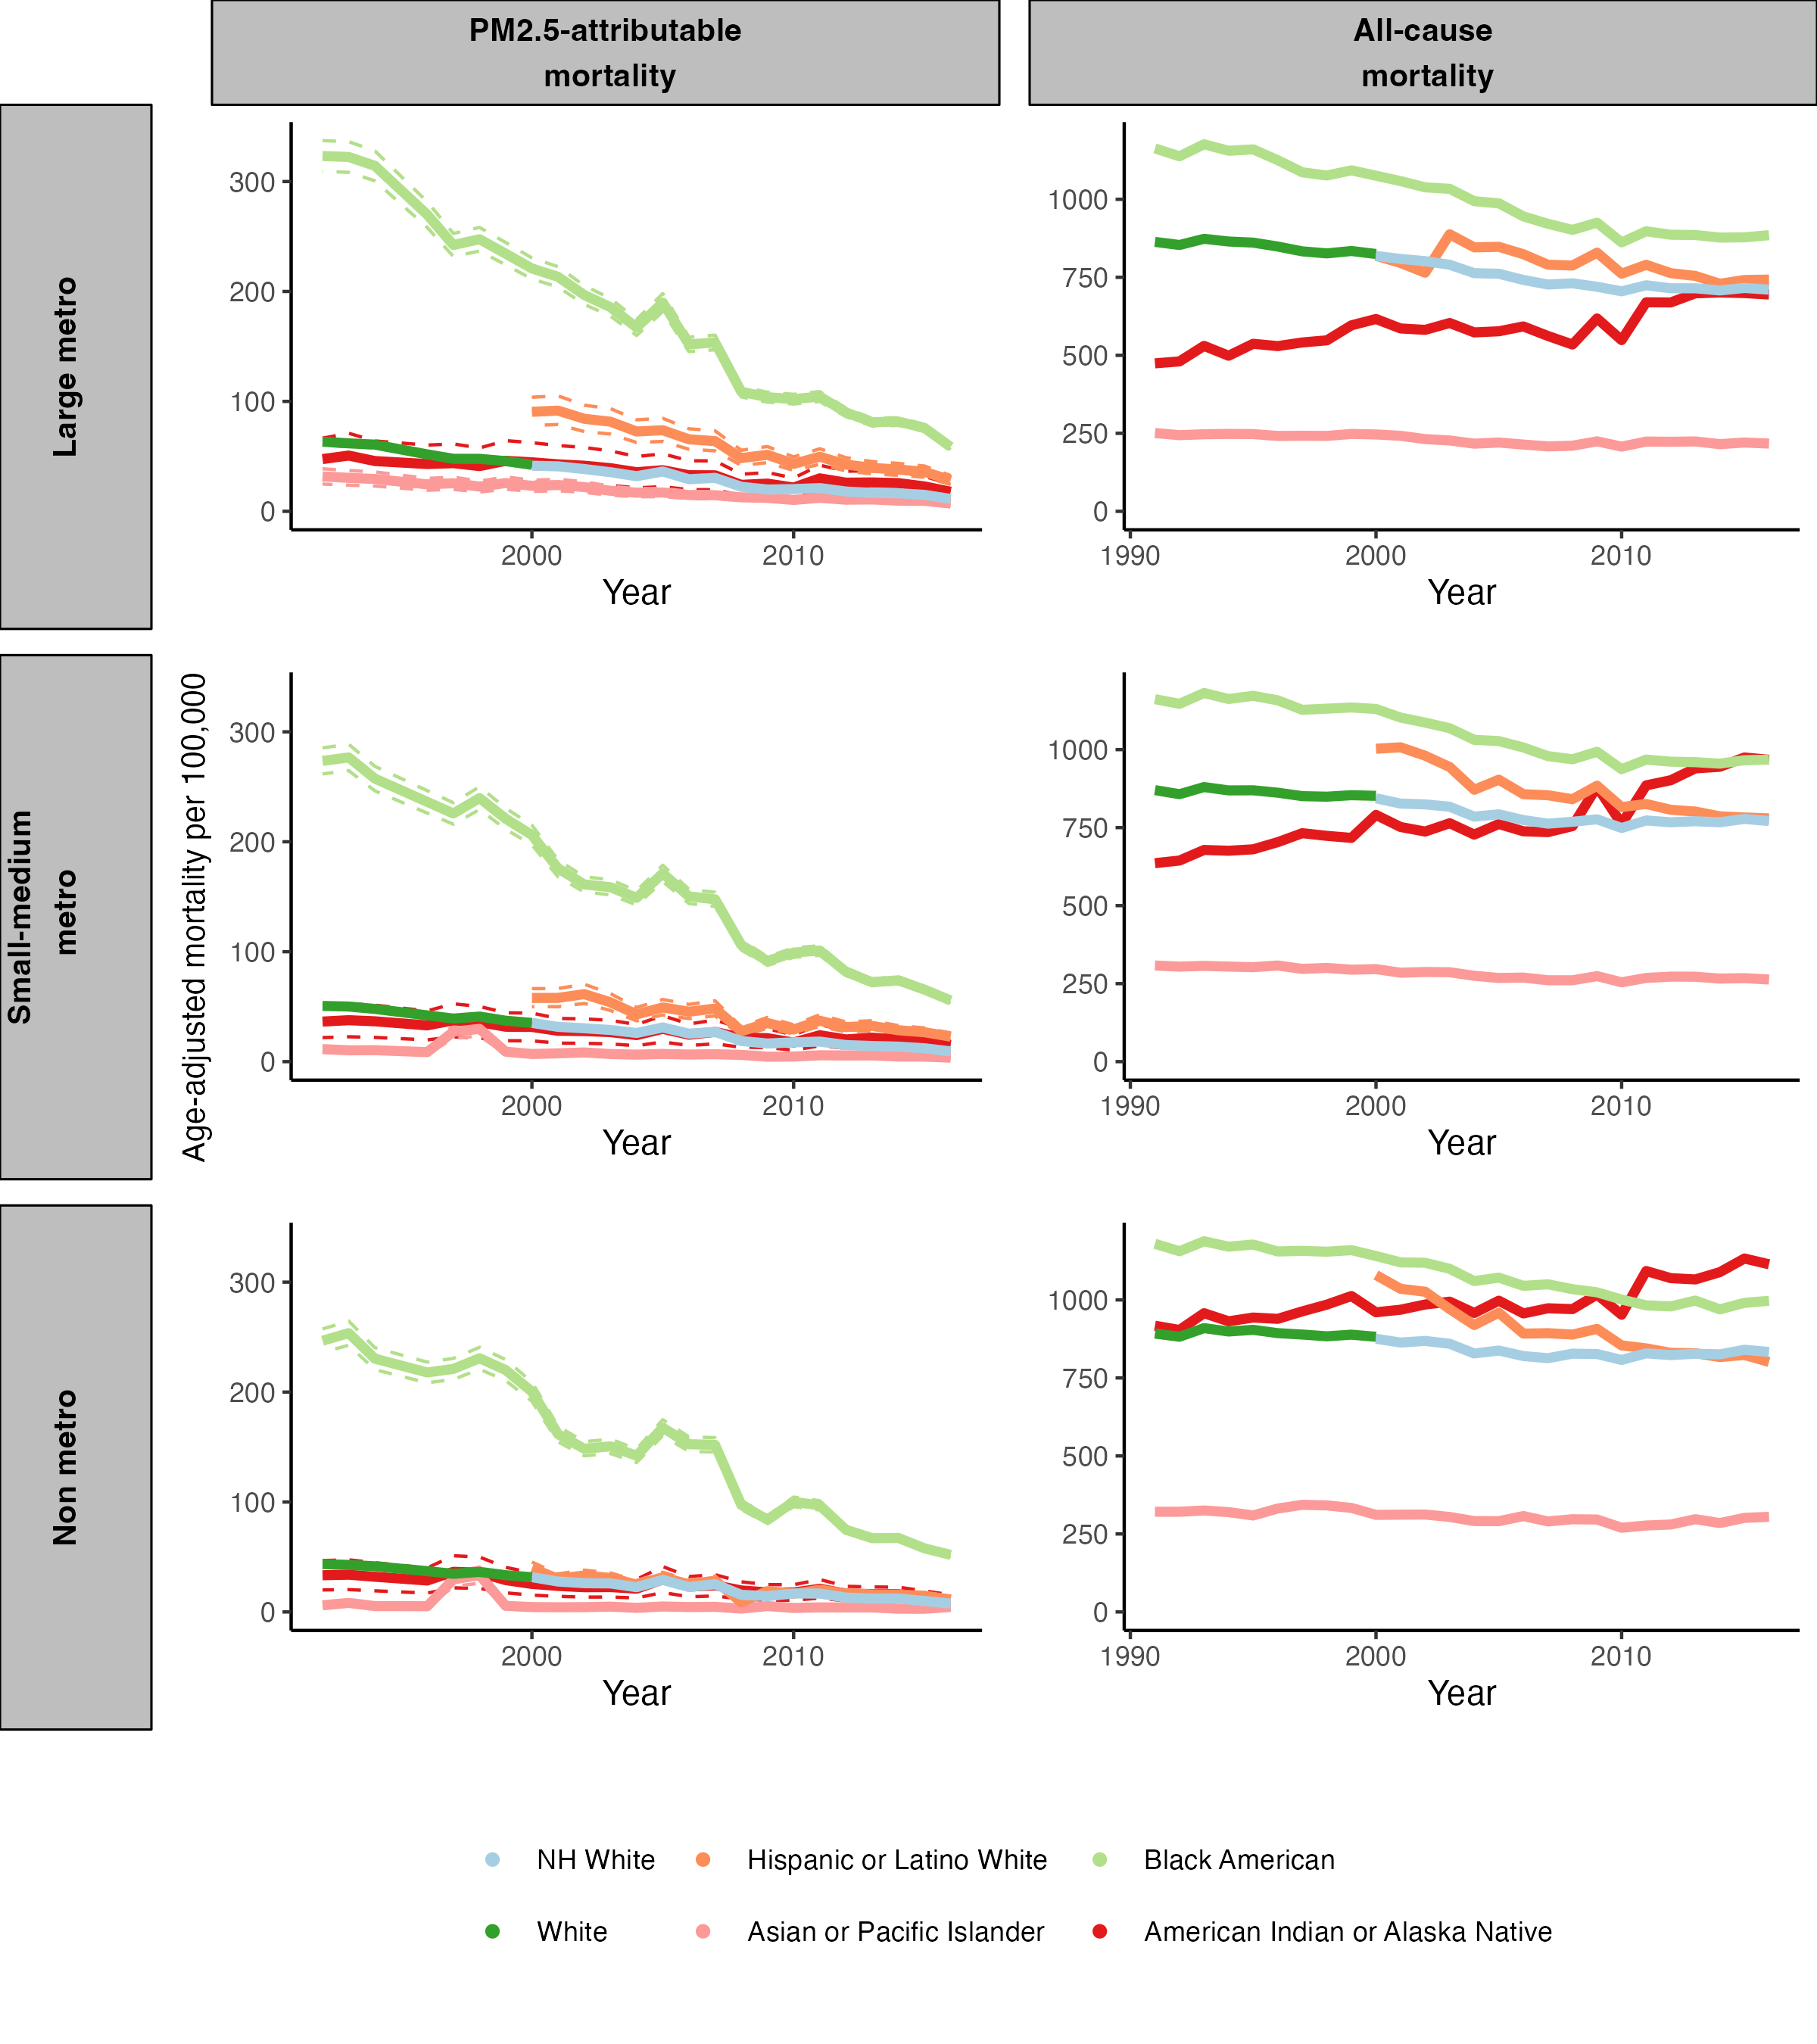 PM2.5-attributable
mortality
All-cause
mortality
Large metro
300
200
100
0
2000
2010
Year
1000
750
500
250
0
1990
2000
2010
Year
Small-medium
metro
Age-adjusted mortality per 100,000
300
200
100
0
2000
2010
Year
1000
750
500
250
0
1990
2000
2010
Year
Non metro
300
200
100
0
2000
2010
Year
1000
750
500
250
0
1990
2000
2010
Year
NH White
Hispanic or Latino White
Black American
White
Asian or Pacific Islander
American Indian or Alaska Native